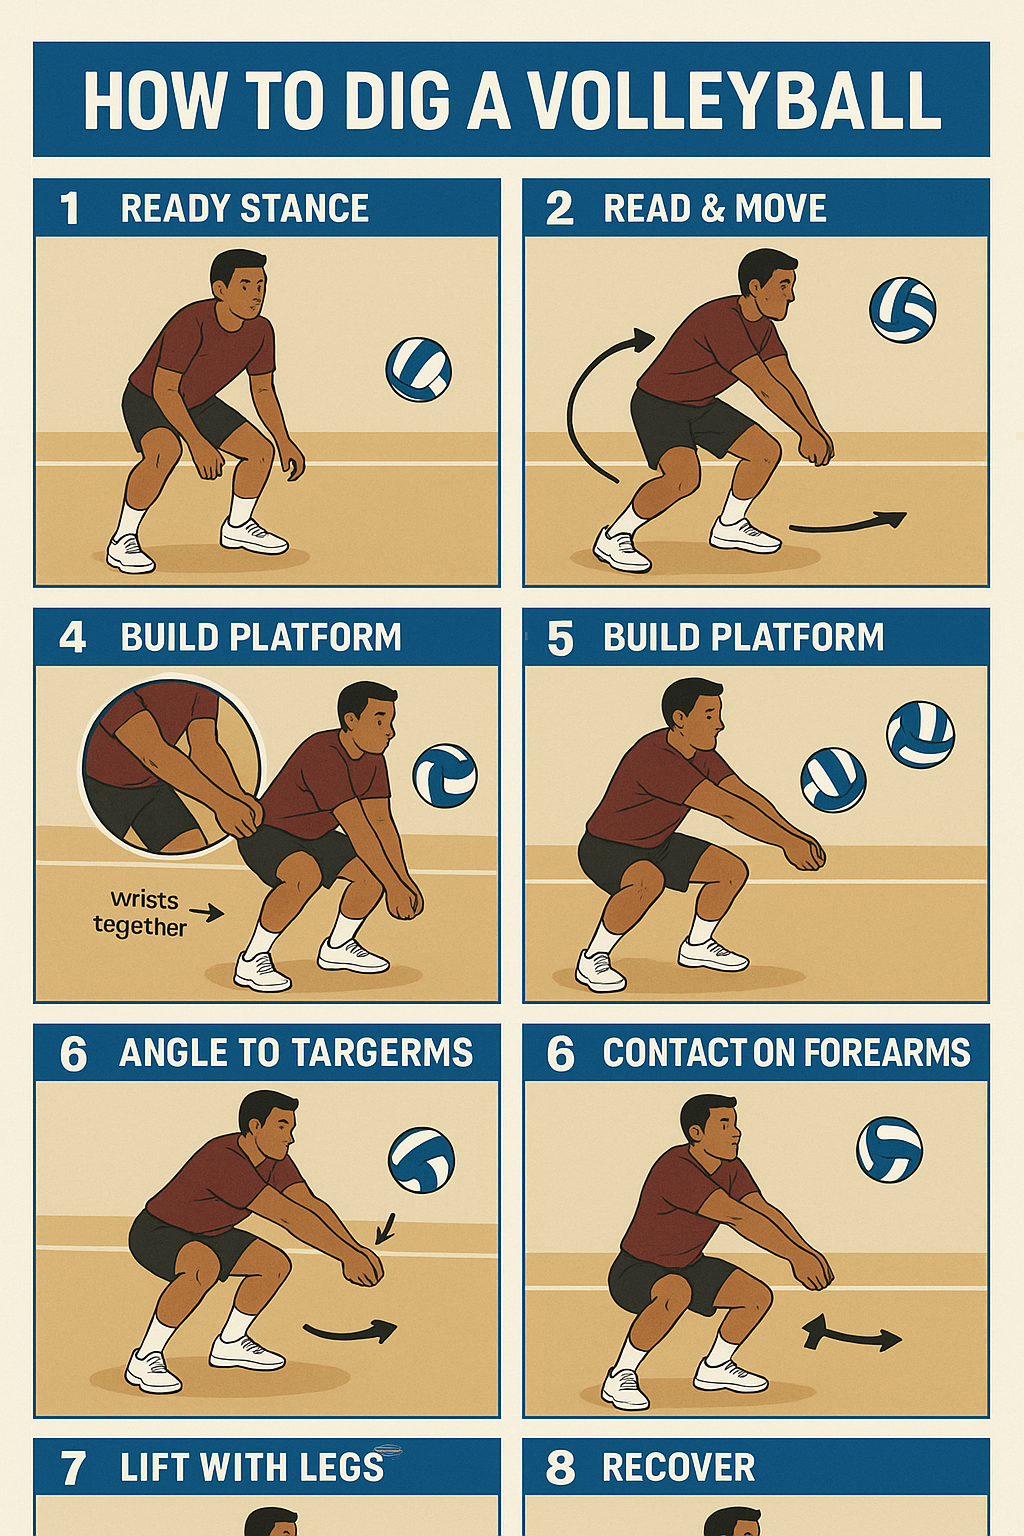 HOW TO DIG A VOLLEYBALL
1 READY STANCE
2 READ & MOVE
4 BUILD PLATFORM
wrists
tegether
5 BUILD PLATFORM
6 ANGLE TO TARGERMS
6 CONTACT ON FOREARMS
7 LIFT WITH LEGS
8 RECOVER